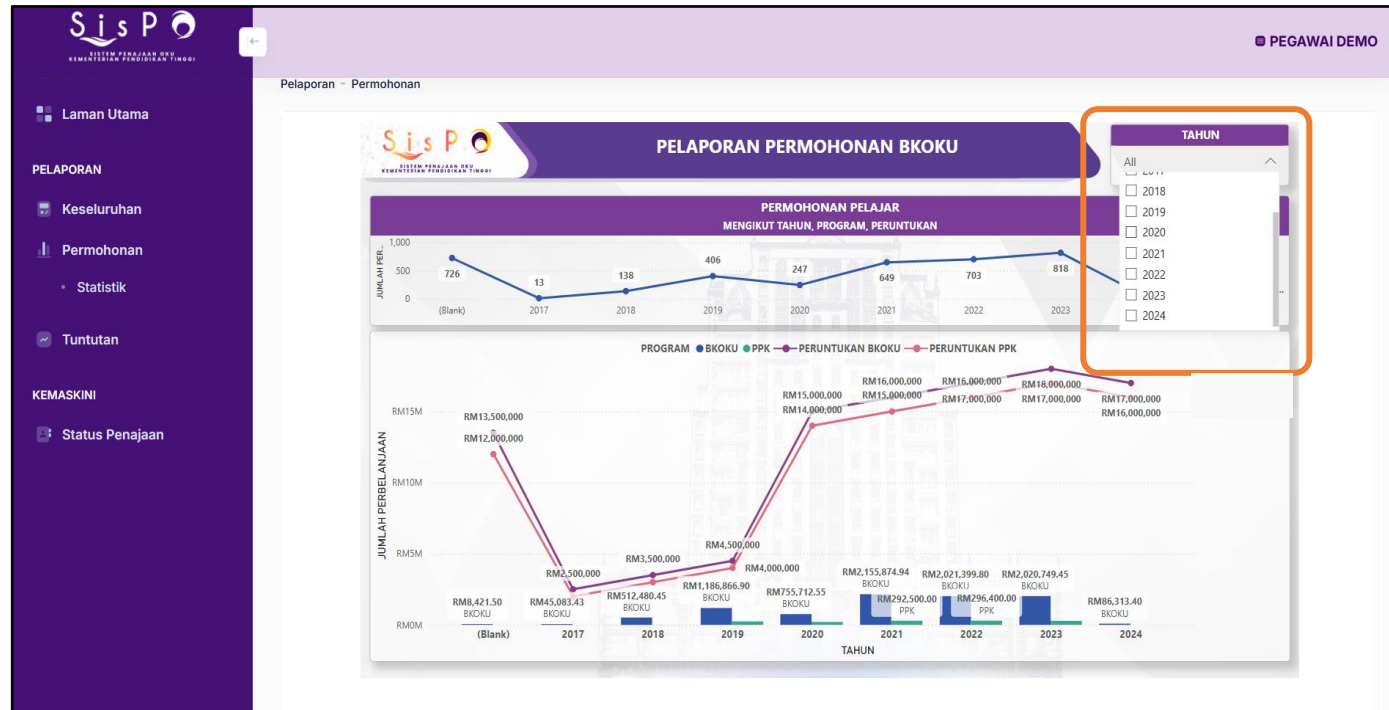 SisPO
SISTEM PENAJAAN OKU
KEMENTERIAN PENDIDIKAN TINGGI
PEGAWAI DEMO
Pelaporan - Permohonan
Laman Utama
PELAPORAN
Keseluruhan
Permohonan
Statistik
Tuntutan
KEMASKINI
Status Penajaan
SisPO
SISTEM PENAJAAN OKU
KEMENTERIAN PENDIDIKAN TINGGI
PELAPORAN PERMOHONAN BKOKU
TAHUN
All
2017
2018
2019
2020
2021
2022
2023
2024
PERMOHONAN PELAJAR
MENGIKUT TAHUN, PROGRAM, PERUNTUKAN
JUMLAH PER...
1,000
500
0
726
13
138
406
247
649
703
818
(Blank) 2017 2018 2019 2020 2021 2022 2023
PROGRAM BKOKU PPK PERUNTUKAN BKOKU PERUNTUKAN PPK
JUMLAH PERBELANJAAN
RM15M
RM10M
RM5M
RM0M
RM13,500,000
RM12,000,000
RM2,500,000
RM3,500,000
RM4,500,000
RM4,000,000
RM15,000,000
RM14,000,000
RM16,000,000
RM15,000,000
RM16,000,000
RM17,000,000
RM18,000,000
RM17,000,000
RM17,000,000
RM16,000,000
RM8,421.50
BKOKU
RM45,083.43
BKOKU
RM512,480.45
BKOKU
RM1,186,866.90
BKOKU
RM755,712.55
BKOKU
RM2,155,874.94
BKOKU
RM292,500.00
PPK
RM2,021,399.80
BKOKU
RM296,400.00
PPK
RM2,020,749.45
BKOKU
RM86,313.40
BKOKU
(Blank) 2017 2018 2019 2020 2021 2022 2023 2024
TAHUN